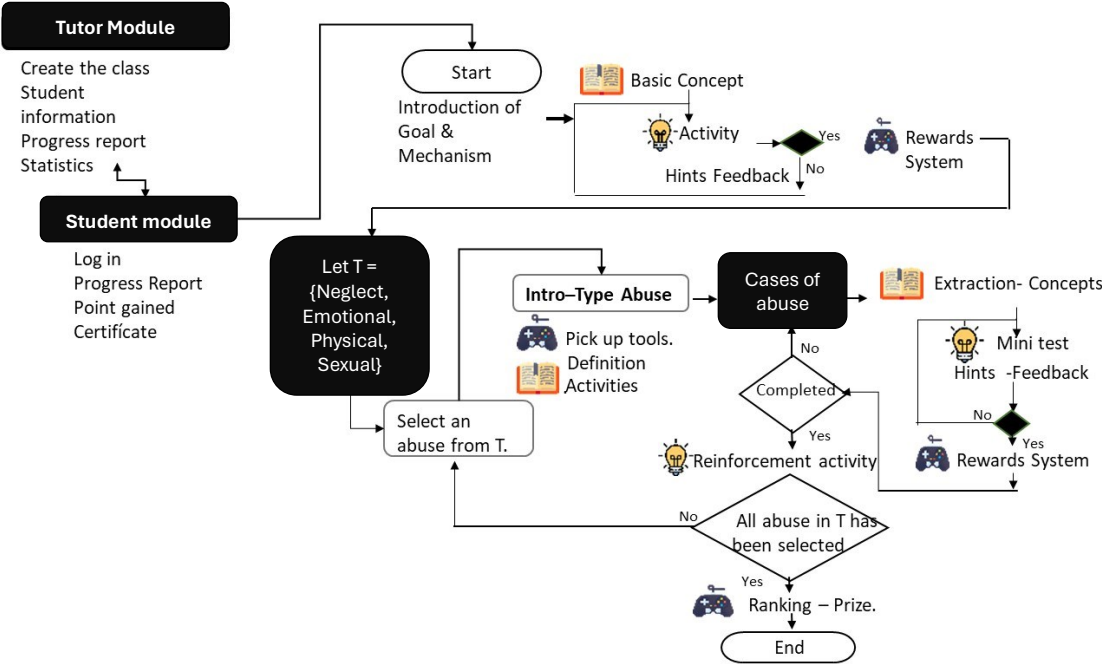 Tutor Module
Create the class
Student
information
Progress report
Statistics
Student module
Log in
Progress Report
Point gained
Certificate
Start
Introduction of
Goal &
Mechanism
Basic Concept
Activity
Yes
No
Hints Feedback
Rewards
System
Let T =
{Neglect,
Emotional,
Physical,
Sexual}
Select an
abuse from T.
Intro–Type Abuse
Pick up tools.
Definition
Activities
Cases of
abuse
Extraction- Concepts
Mini test
Hints -Feedback
No
Yes
Rewards System
No
Completed
Yes
Reinforcement activity
No
All abuse in T has
been selected
Yes
Ranking – Prize.
End